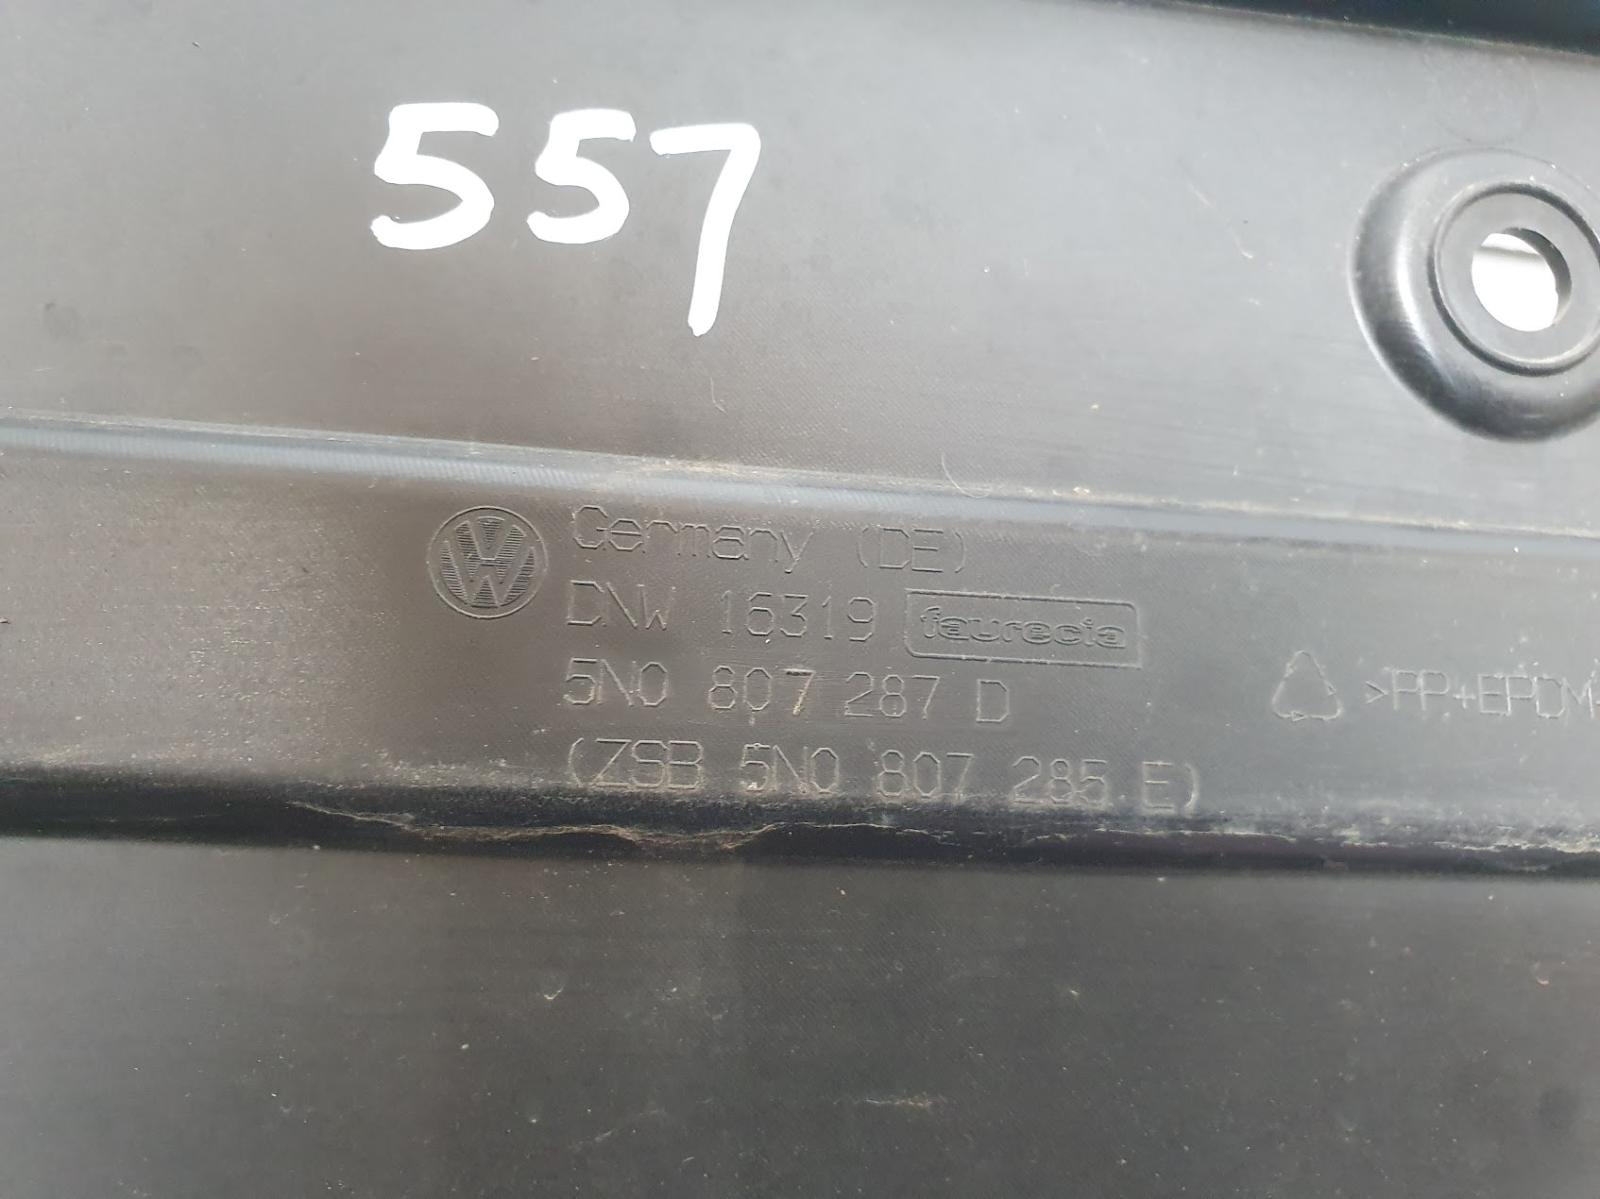 557
Germany (DE)
DNW 16319 faurecia
5N0 807 287 D
(ZSB 5N0 807 285 E)
>PP+EPDM-